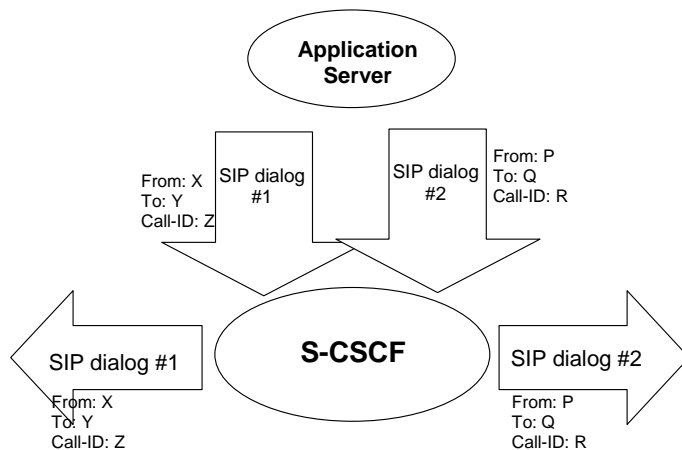 Application
Server
From: X
To: Y
Call-ID: Z
SIP dialog
#1
SIP dialog
#2
From: P
To: Q
Call-ID: R
S-CSCF
SIP dialog #1
From: X
To: Y
Call-ID: Z
SIP dialog #2
From: P
To: Q
Call-ID: R